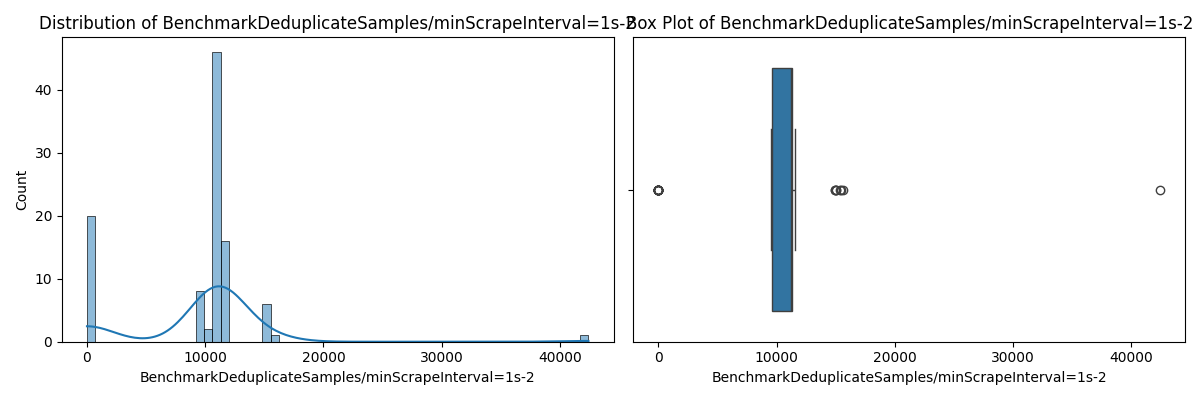 Distribution of BenchmarkDeduplicateSamples/minScrapeInterval=1s-2
Count
40
30
20
10
0
0 10000 20000 30000 40000
BenchmarkDeduplicateSamples/minScrapeInterval=1s-2
Box Plot of BenchmarkDeduplicateSamples/minScrapeInterval=1s-2
0 10000 20000 30000 40000
BenchmarkDeduplicateSamples/minScrapeInterval=1s-2